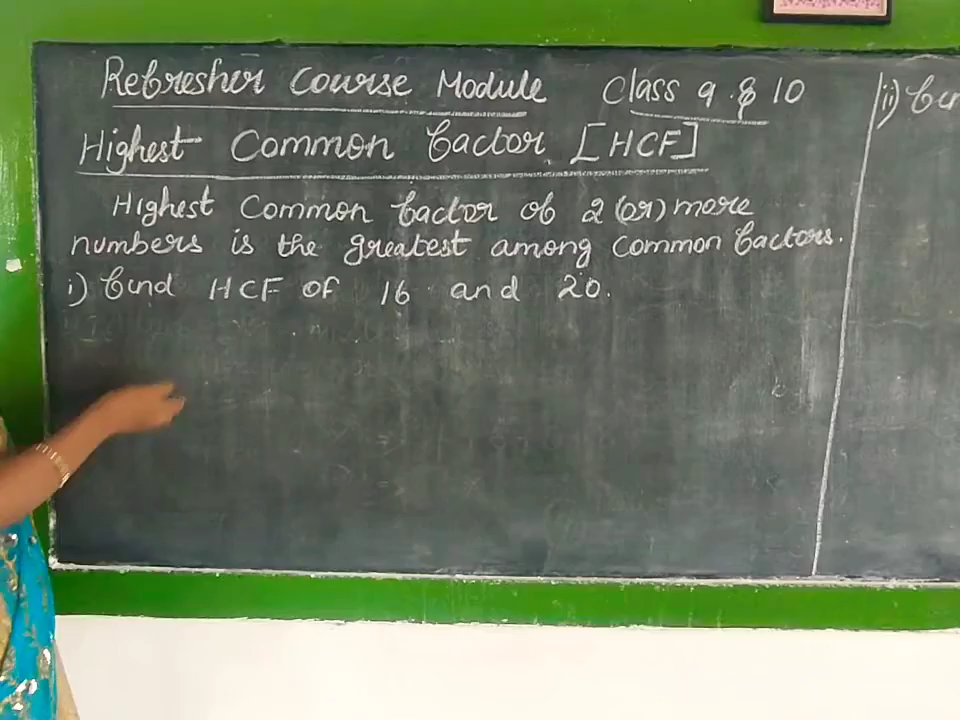 Refresher Course Module Class 9 & 10
Highest Common factor [HCF]
Highest Common factor of 2 (or) more
numbers is the greatest among common factors.
i) find HCF of 16 and 20.
ii)